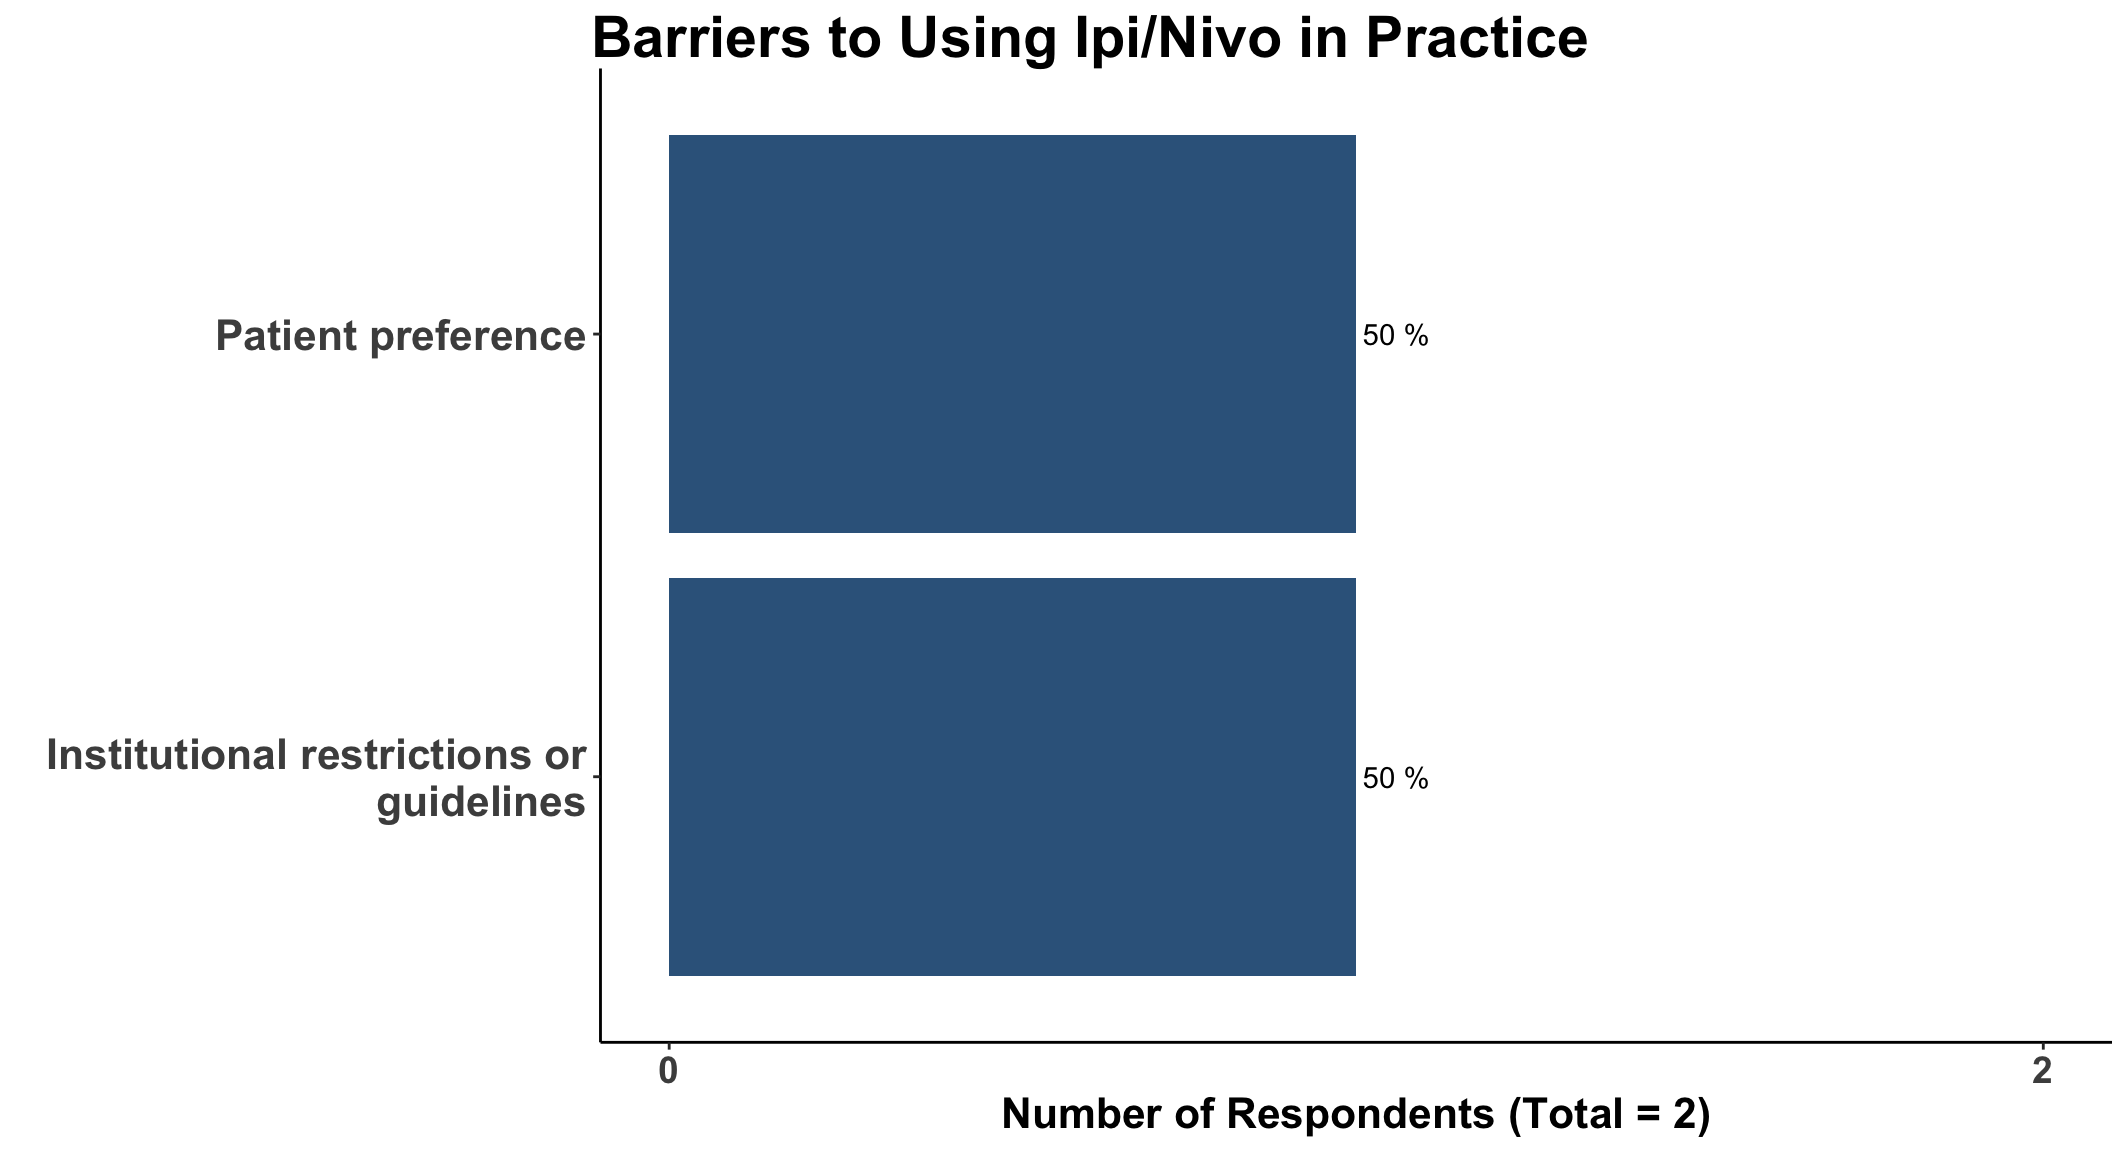 Barriers to Using Ipi/Nivo in Practice
Patient preference
50 %
Institutional restrictions or
guidelines
50 %
0
2
Number of Respondents (Total = 2)